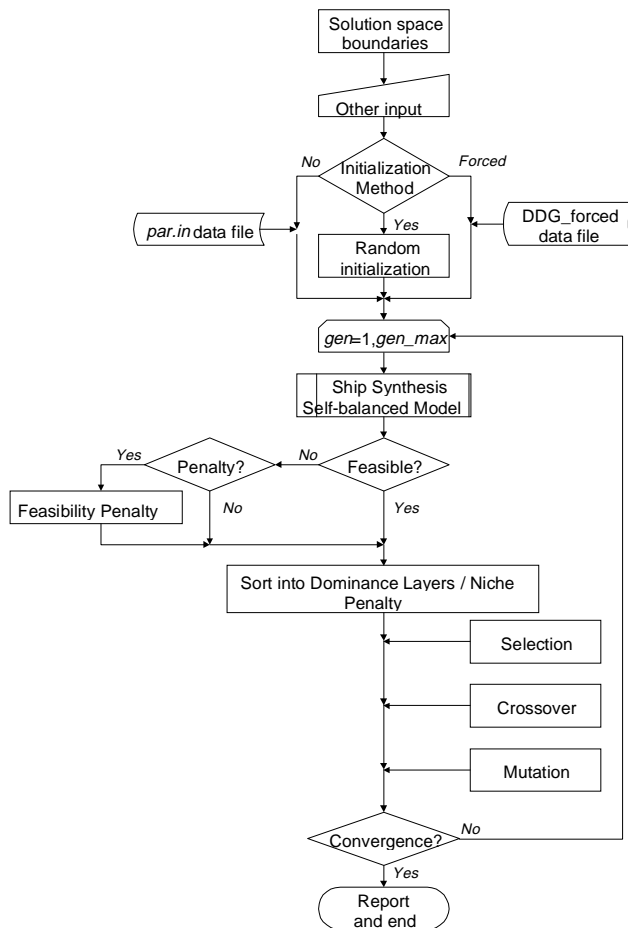 Solution space
boundaries
Other input
No
Initialization
Method
Forced
par.in data file
Yes
DDG_forced
data file
Random
initialization
gen=1,gen_max
Ship Synthesis
Self-balanced Model
Yes
Penalty?
No
Feasible?
Feasibility Penalty
No
Yes
Sort into Dominance Layers / Niche
Penalty
Selection
Crossover
Mutation
Convergence?
No
Yes
Report
and end